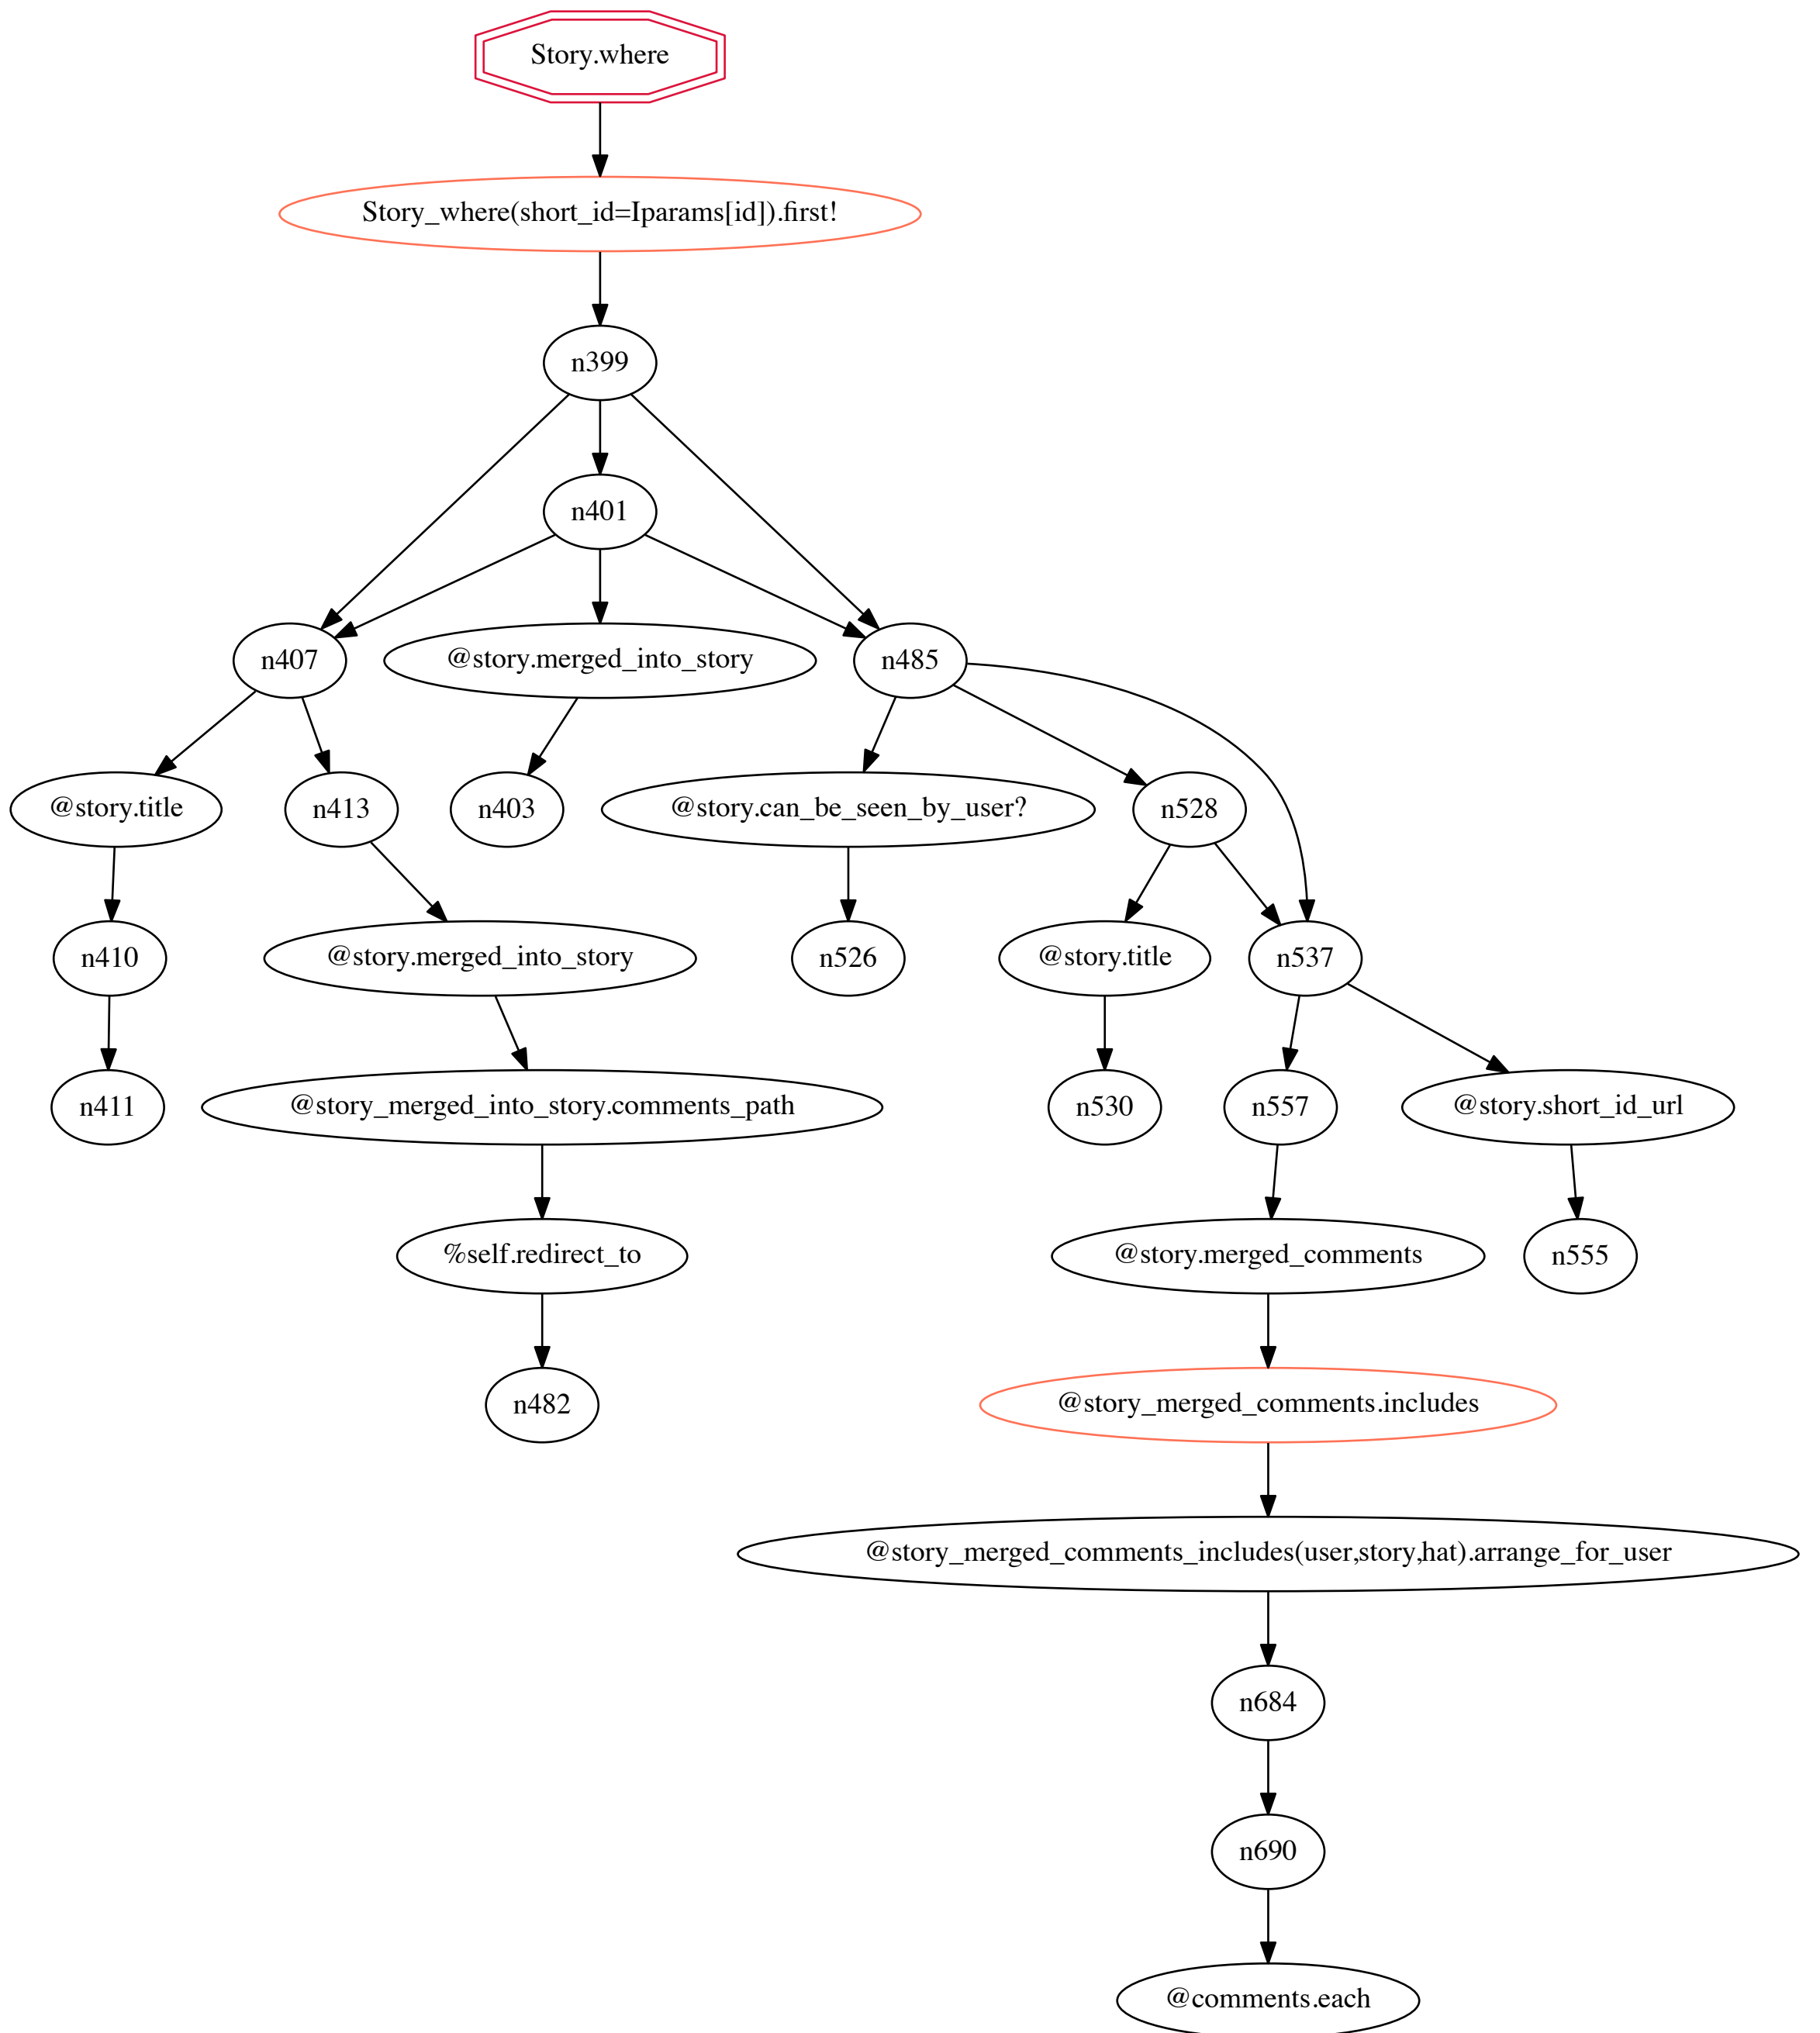 Story.where
Story_where(short_id=Iparams[id]).first!
n399
n401
n407
@story.merged_into_story
n485
@story.title
n413
n403
@story.can_be_seen_by_user?
n528
n410
@story.merged_into_story
n526
@story.title
n537
n411
@story_merged_into_story.comments_path
n530
n557
@story.short_id_url
%self.redirect_to
@story.merged_comments
n555
n482
@story_merged_comments.includes
@story_merged_comments_includes(user,story,hat).arrange_for_user
n684
n690
@comments.each